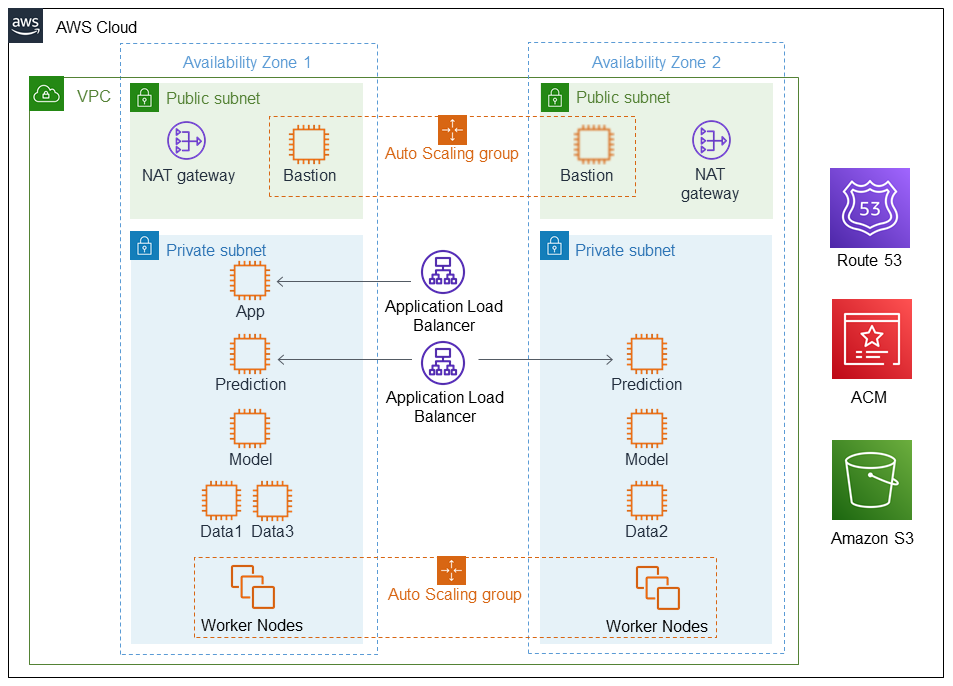 aws
AWS Cloud
Availability Zone 1
Availability Zone 2
VPC
Public subnet
Public subnet
NAT gateway
Bastion
Auto Scaling group
Bastion
NAT
gateway
Private subnet
Private subnet
App
Application Load
Balancer
Prediction
Application Load
Balancer
Prediction
Model
Model
Data1
Data3
Data2
Auto Scaling group
Worker Nodes
Worker Nodes
53
Route 53
ACM
Amazon S3